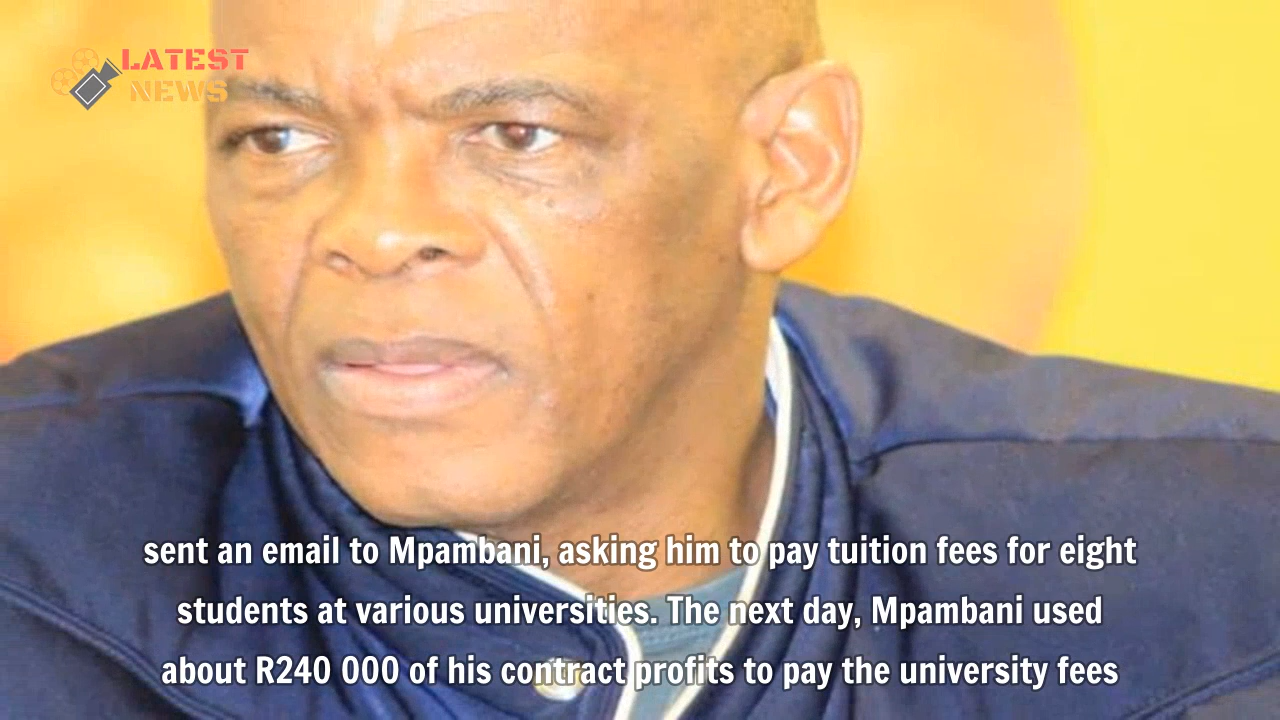 LATEST
NEWS
sent an email to Mpambani, asking him to pay tuition fees for eight
students at various universities. The next day, Mpambani used
about R240 000 of his contract profits to pay the university fees